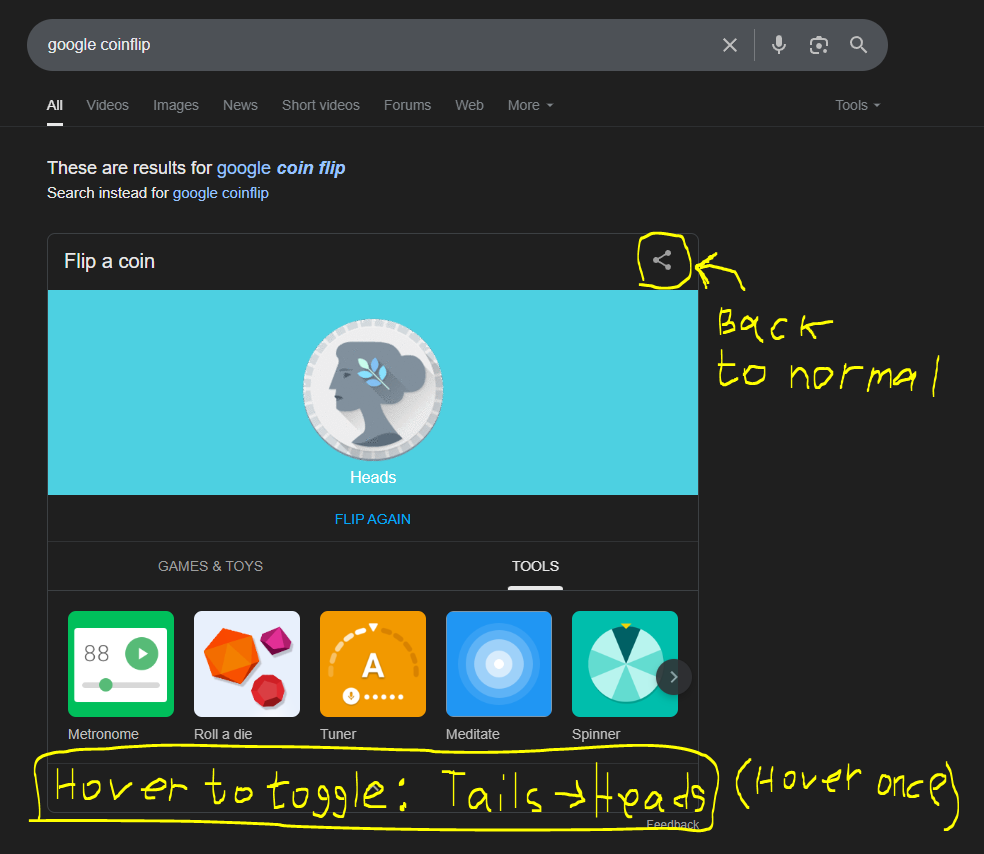 google coinflip
All Videos Images News Short videos Forums Web More Tools
These are results for google coin flip
Search instead for google coinflip
Flip a coin
Back
to normal
Heads
FLIP AGAIN
GAMES & TOYS TOOLS
88 A
Metronome Roll a die Tuner Meditate Spinner
Hover to toggle: Tails → Heads (Hover once)
Feedback